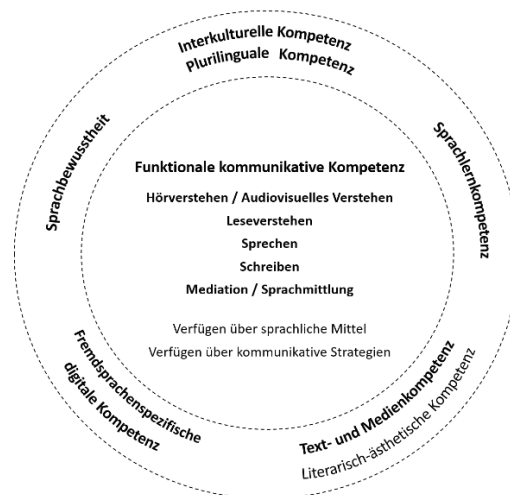 Interkulturelle Kompetenz
Plurilinguale Kompetenz
Sprachbewusstheit
Sprachlernkompetenz
Funktionale kommunikative Kompetenz
Hörverstehen / Audiovisuelles Verstehen
Leseverstehen
Sprechen
Schreiben
Mediation / Sprachmittlung
Verfügen über sprachliche Mittel
Verfügen über kommunikative Strategien
Fremdsprachenspezifische
digitale Kompetenz
Text- und Medienkompetenz
Literarisch-ästhetische Kompetenz